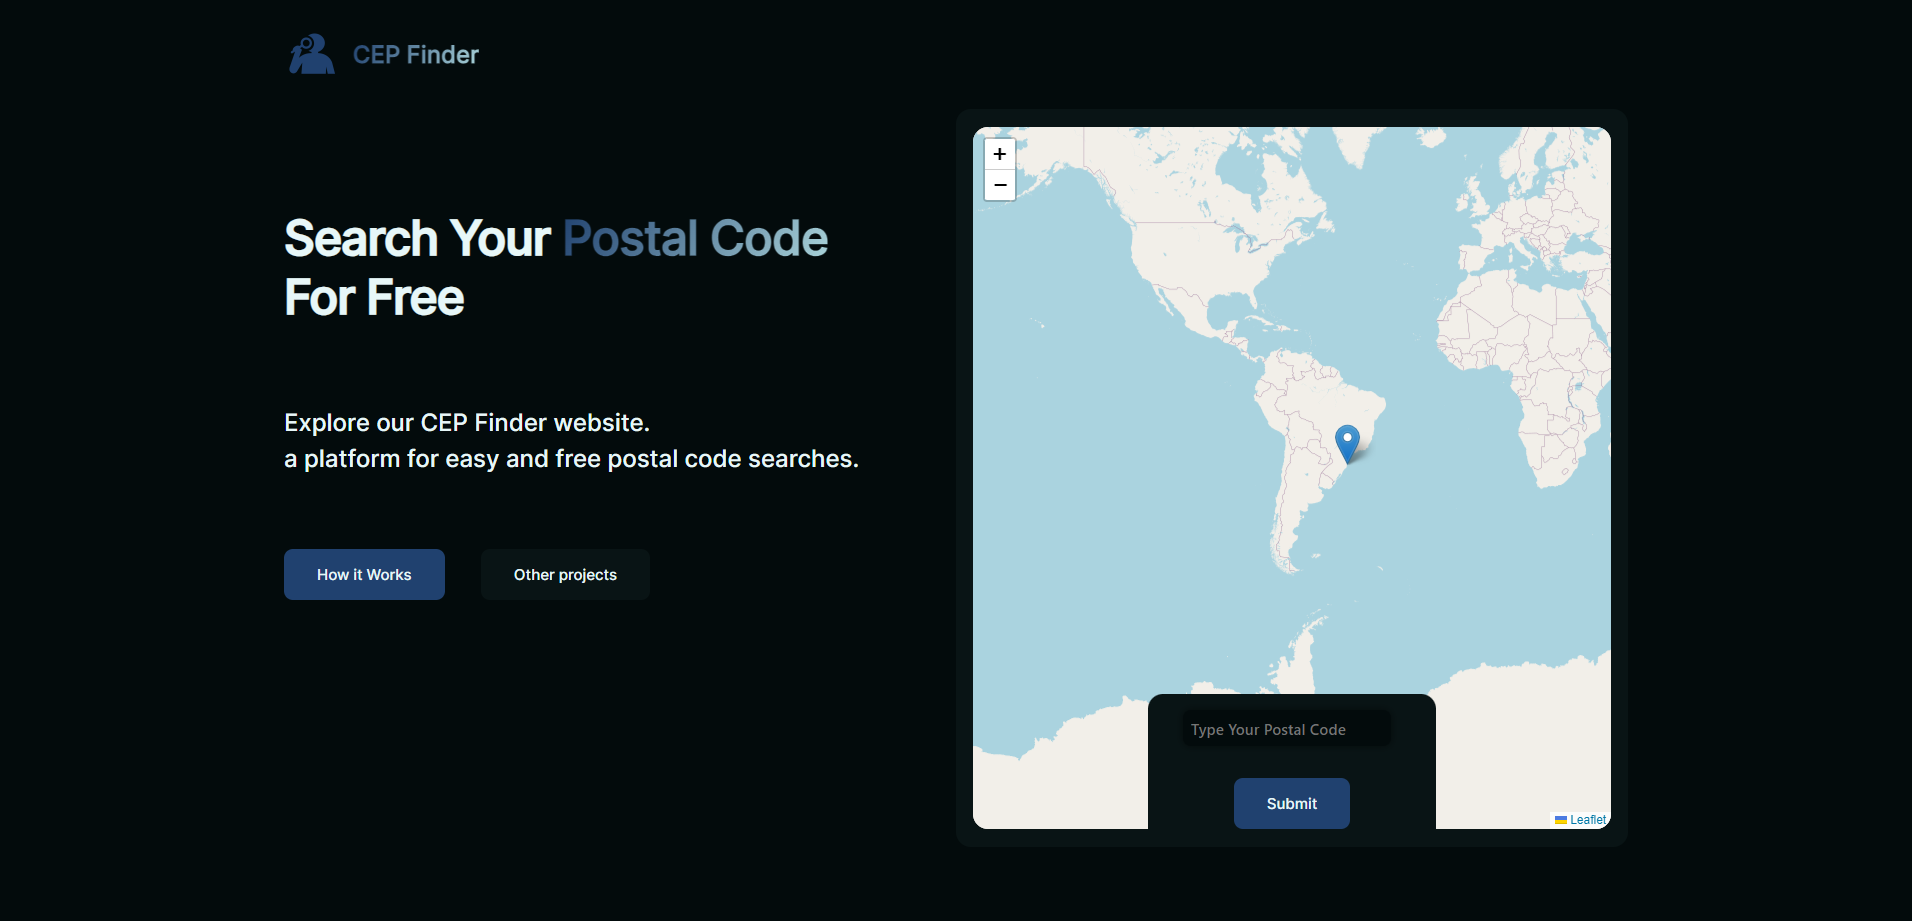 CEP Finder
Search Your Postal Code
For Free
Explore our CEP Finder website.
a platform for easy and free postal code searches.
How it Works
Other projects
+
−
Type Your Postal Code
Submit
Leaflet